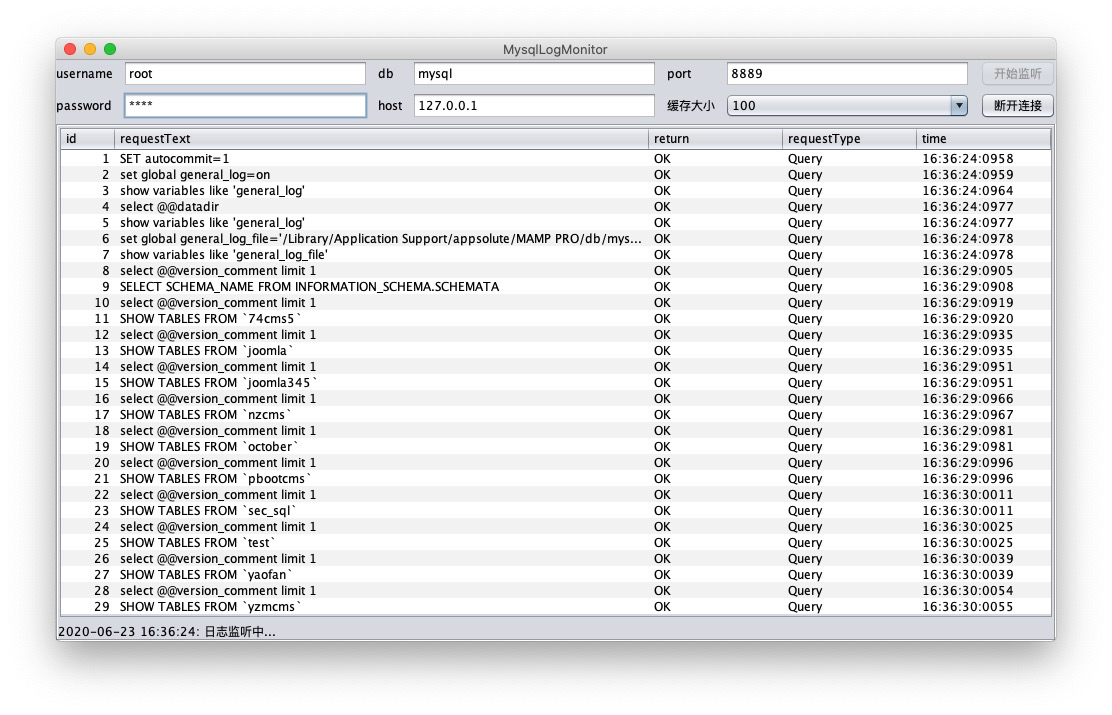 MysqlLogMonitor
username root db mysql port 8889 开始监听
password **** host 127.0.0.1 缓存大小 100 断开连接
id requestText return requestType time
1 SET autocommit=1 OK Query 16:36:24:0958
2 set global general_log=on OK Query 16:36:24:0959
3 show variables like 'general_log' OK Query 16:36:24:0964
4 select @@datadir OK Query 16:36:24:0977
5 show variables like 'general_log' OK Query 16:36:24:0977
6 set global general_log_file='/Library/Application Support/appsolute/MAMP PRO/db/mys... OK Query 16:36:24:0978
7 show variables like 'general_log_file' OK Query 16:36:24:0978
8 select @@version_comment limit 1 OK Query 16:36:29:0905
9 SELECT SCHEMA_NAME FROM INFORMATION_SCHEMA.SCHEMATA OK Query 16:36:29:0908
10 select @@version_comment limit 1 OK Query 16:36:29:0919
11 SHOW TABLES FROM `74cms5` OK Query 16:36:29:0920
12 select @@version_comment limit 1 OK Query 16:36:29:0935
13 SHOW TABLES FROM `joomla` OK Query 16:36:29:0935
14 select @@version_comment limit 1 OK Query 16:36:29:0951
15 SHOW TABLES FROM `joomla345` OK Query 16:36:29:0951
16 select @@version_comment limit 1 OK Query 16:36:29:0966
17 SHOW TABLES FROM `nzcms` OK Query 16:36:29:0967
18 select @@version_comment limit 1 OK Query 16:36:29:0981
19 SHOW TABLES FROM `october` OK Query 16:36:29:0981
20 select @@version_comment limit 1 OK Query 16:36:29:0996
21 SHOW TABLES FROM `pbootcms` OK Query 16:36:29:0996
22 select @@version_comment limit 1 OK Query 16:36:30:0011
23 SHOW TABLES FROM `sec_sql` OK Query 16:36:30:0011
24 select @@version_comment limit 1 OK Query 16:36:30:0025
25 SHOW TABLES FROM `test` OK Query 16:36:30:0025
26 select @@version_comment limit 1 OK Query 16:36:30:0039
27 SHOW TABLES FROM `yaofan` OK Query 16:36:30:0039
28 select @@version_comment limit 1 OK Query 16:36:30:0054
29 SHOW TABLES FROM `yzmcms` OK Query 16:36:30:0055
2020-06-23 16:36:24: 日志监听中...